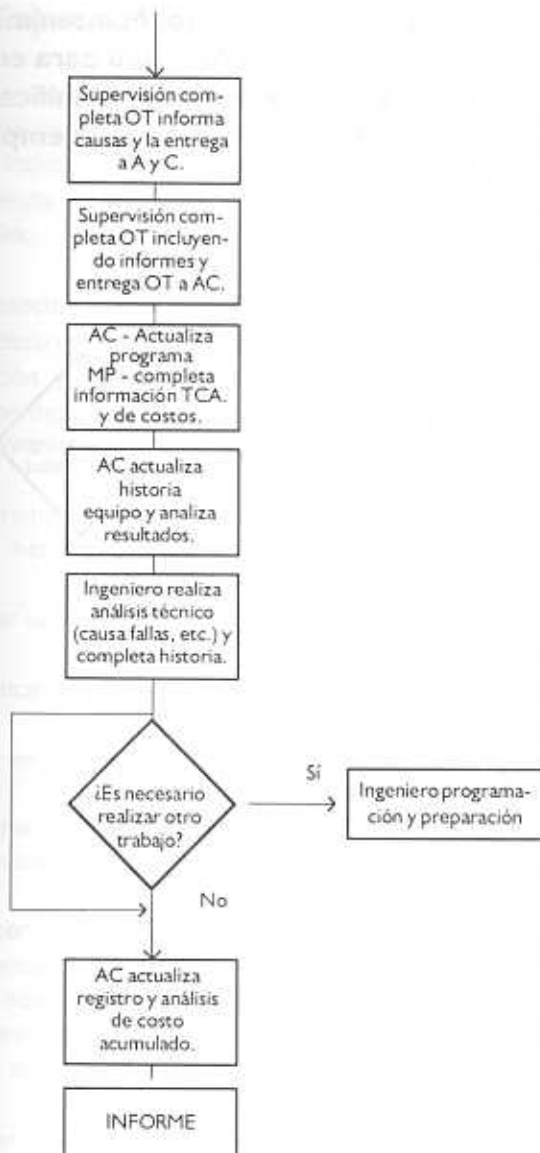 Supervisión com-
pleta OT informa
causas y la entrega
a A y C.
Supervisión com-
pleta OT incluyen-
do informes y
entrega OT a AC.
AC - Actualiza
programa
MP - completa
información TCA.
y de costos.
AC actualiza
historia
equipo y analiza
resultados.
Ingeniero realiza
análisis técnico
(causa fallas, etc.) y
completa historia.
¿Es necesario
realizar otro
trabajo?
Sí
Ingeniero programa-
ción y preparación
No
AC actualiza
registro y análisis
de costo
acumulado.
INFORME